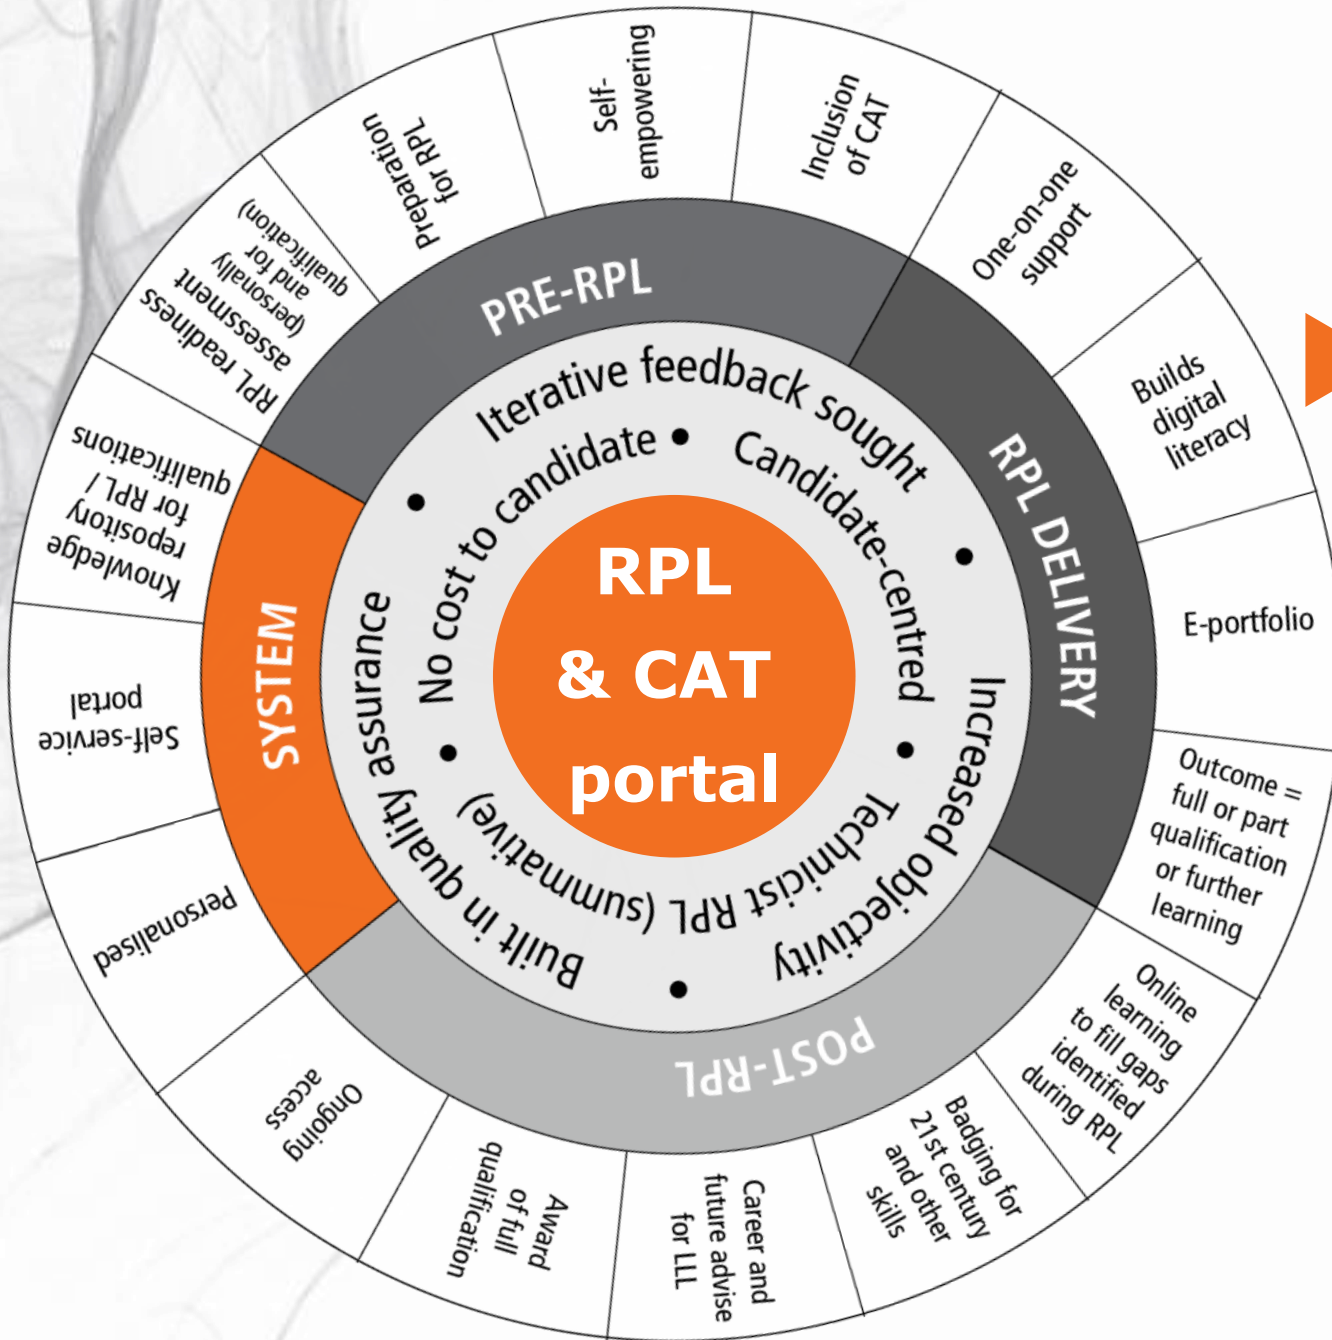 RPL
& CAT
portal
Iterative feedback sought
Increased objectivity
Built in quality assurance
No cost to candidate
Candidate-centred
Technicist RPL (summative)
PRE-RPL
RPL readiness
assessment
(personally
and for
qualification)
Preparation
for RPL
Self-
empowering
Inclusion
of CAT
RPL DELIVERY
One-on-one
support
Builds
digital
literacy
E-portfolio
Outcome =
full or part
qualification
or further
learning
POST-RPL
Online
learning
to fill gaps
identified
during RPL
Badging for
21st century
and other
skills
Career and
future advise
for LLL
Award
of full
qualification
Ongoing
access
SYSTEM
Personalised
Self-service
portal
Knowledge
repository
for RPL /
qualifications